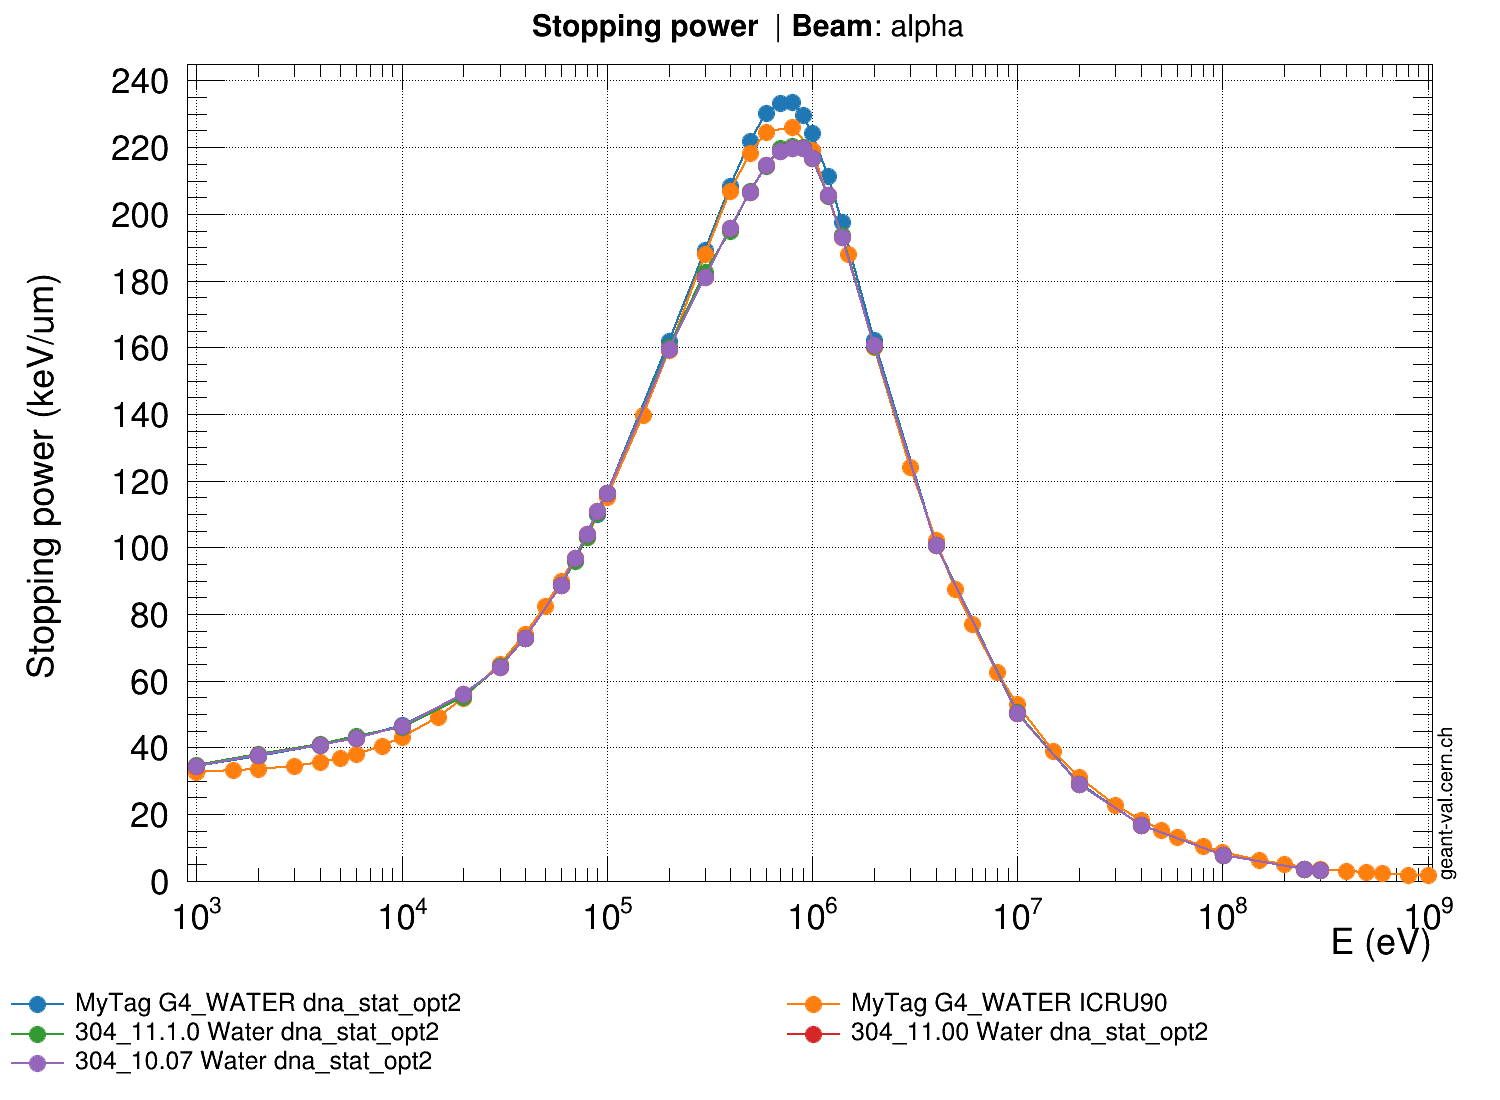 Stopping power | Beam: alpha
Stopping power (keV/um)
240
220
200
180
160
140
120
100
80
60
40
20
0
10³ 10⁴ 10⁵ 10⁶ 10⁷ 10⁸ 10⁹
E (eV)
geant-val.cern.ch
MyTag G4_WATER dna_stat_opt2
MyTag G4_WATER ICRU90
304_11.1.0 Water dna_stat_opt2
304_11.00 Water dna_stat_opt2
304_10.07 Water dna_stat_opt2